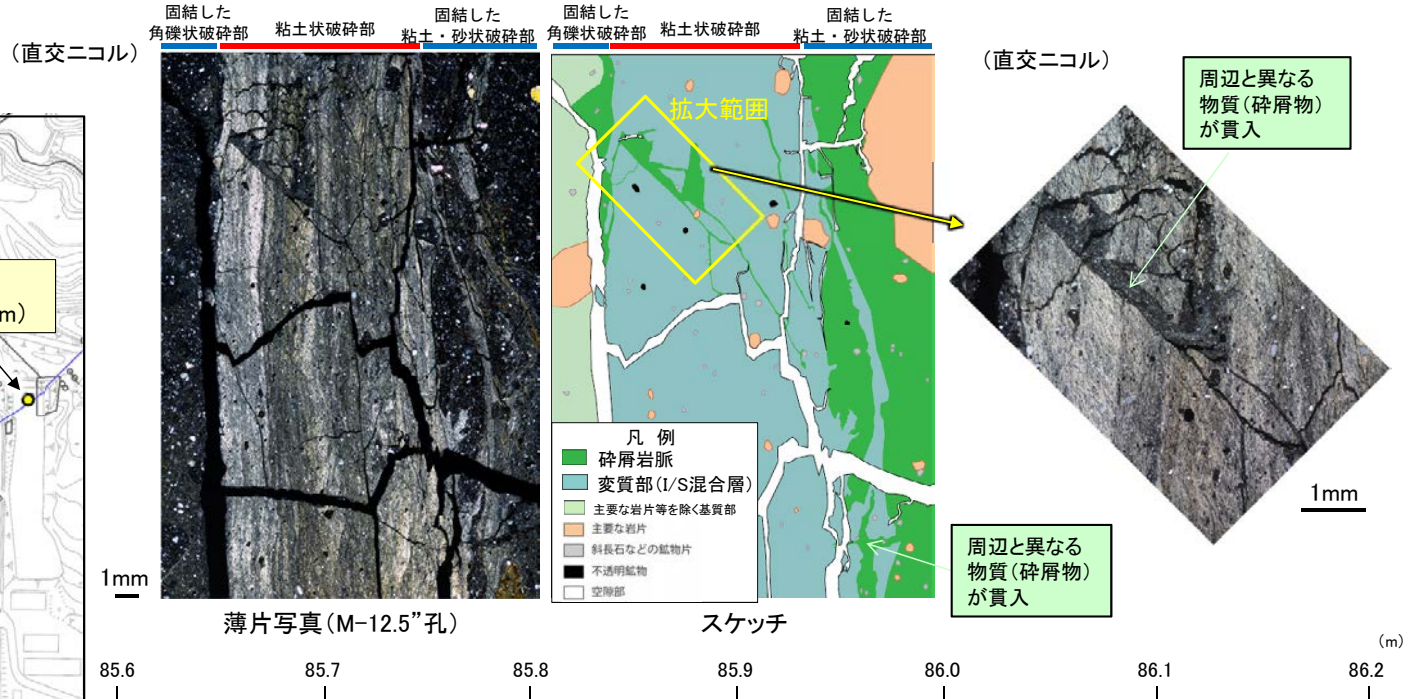 固結した
角礫状破砕部
粘土状破砕部
固結した
粘土・砂状破砕部
固結した
角礫状破砕部
粘土状破砕部
固結した
粘土・砂状破砕部
(直交ニコル)
(直交ニコル)
拡大範囲
周辺と異なる
物質(砕屑物)
が貫入
m)
凡 例
砕屑岩脈
変質部(I/S混合層)
主要な岩片等を除く基質部
主要な岩片
斜長石などの鉱物片
不透明鉱物
空隙部
1mm
1mm
周辺と異なる
物質(砕屑物)
が貫入
薄片写真(M-12.5”孔)
スケッチ
(m)
85.6 85.7 85.8 85.9 86.0 86.1 86.2